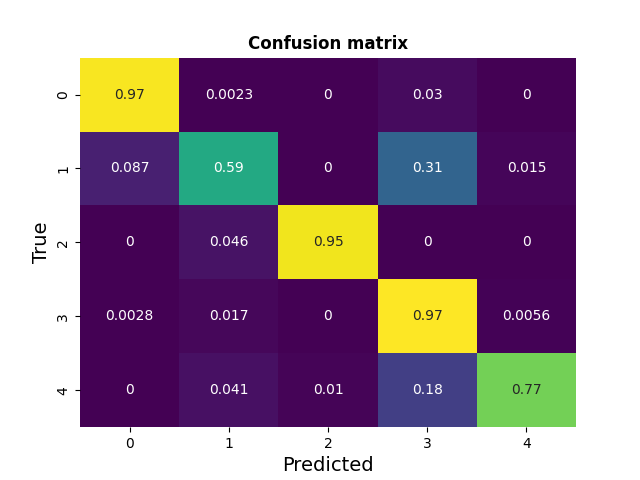 Confusion matrix
0 0.97 0.0023 0 0.03 0
1 0.087 0.59 0 0.31 0.015
2 0 0.046 0.95 0 0
3 0.0028 0.017 0 0.97 0.0056
4 0 0.041 0.01 0.18 0.77
True
0 1 2 3 4
Predicted